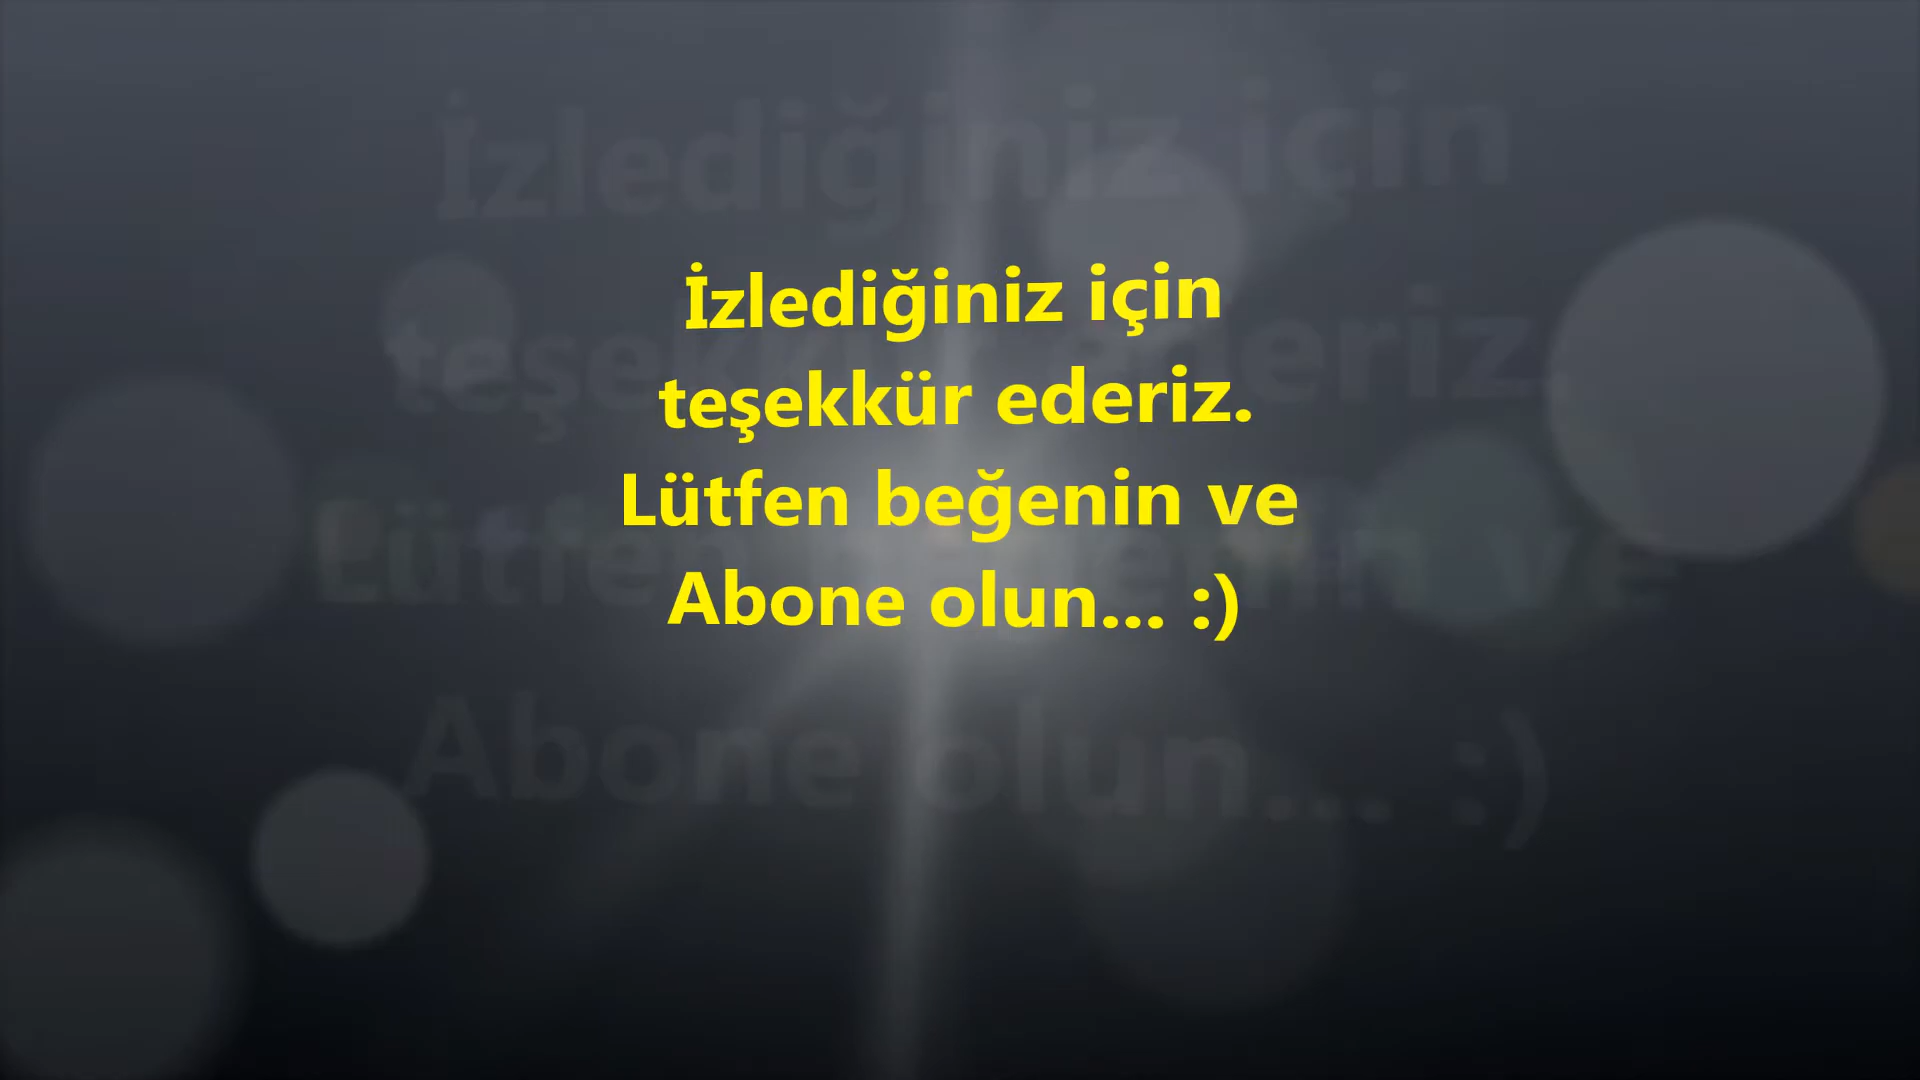 İzlediğiniz için
teşekkür ederiz.
Lütfen beğenin ve
Abone olun... :)